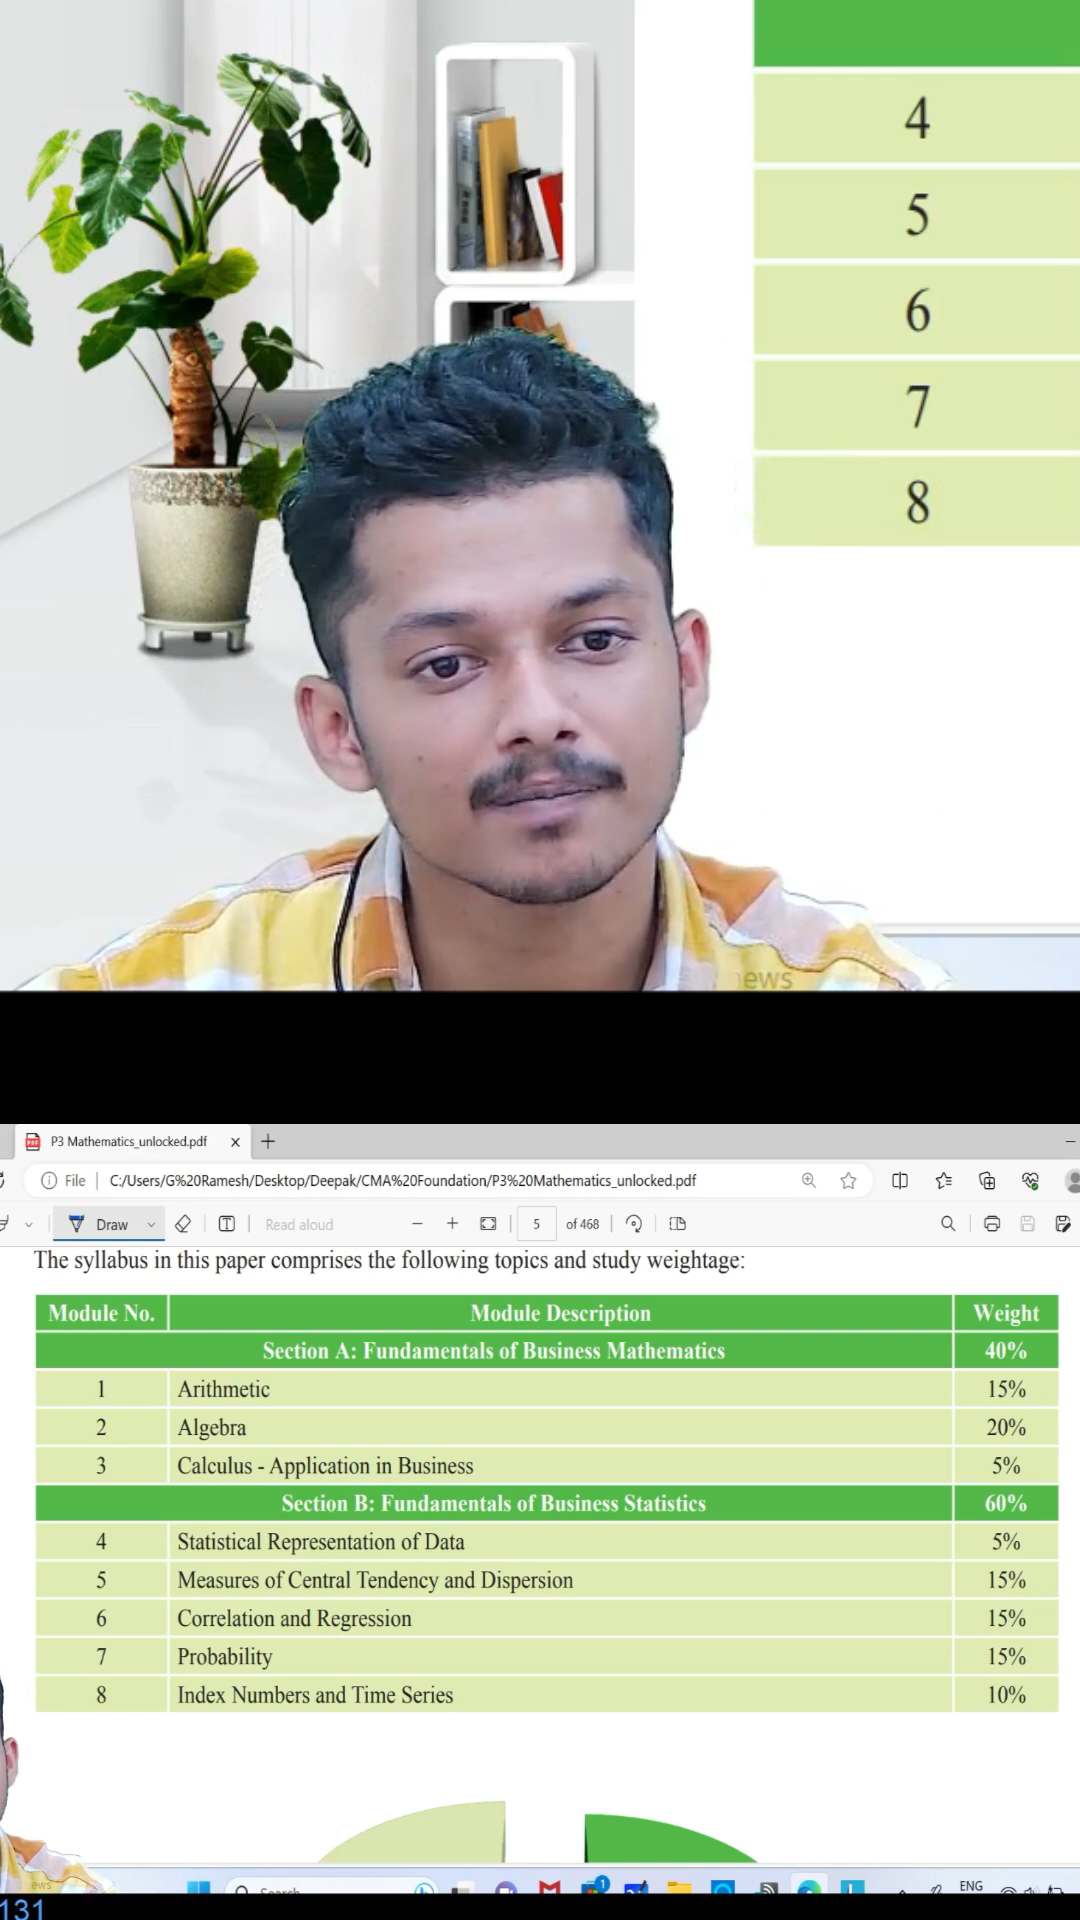 4
5
6
7
8
ews
P3 Mathematics_unlocked.pdf
File C:/Users/G%20Ramesh/Desktop/Deepak/CMA%20Foundation/P3%20Mathematics_unlocked.pdf
Draw Read aloud 5 of 468
The syllabus in this paper comprises the following topics and study weightage:
Module No. Module Description Weight
Section A: Fundamentals of Business Mathematics 40%
1 Arithmetic 15%
2 Algebra 20%
3 Calculus - Application in Business 5%
Section B: Fundamentals of Business Statistics 60%
4 Statistical Representation of Data 5%
5 Measures of Central Tendency and Dispersion 15%
6 Correlation and Regression 15%
7 Probability 15%
8 Index Numbers and Time Series 10%
ews
Search 1 ENG
131